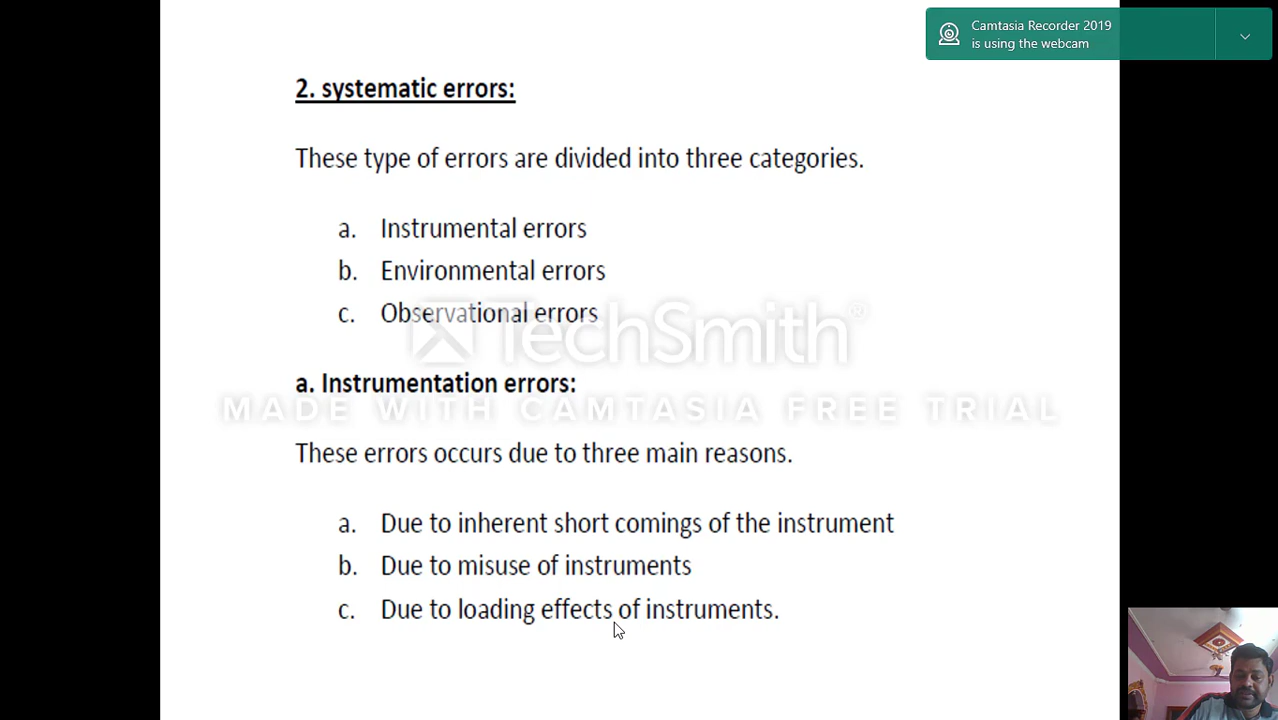 Camtasia Recorder 2019
is using the webcam
2. systematic errors:
These type of errors are divided into three categories.
a. Instrumental errors
b. Environmental errors
c. Observational errors
TechSmith®
a. Instrumentation errors:
MADE WITH CAMTASIA FREE TRIAL
These errors occurs due to three main reasons.
a. Due to inherent short comings of the instrument
b. Due to misuse of instruments
c. Due to loading effects of instruments.